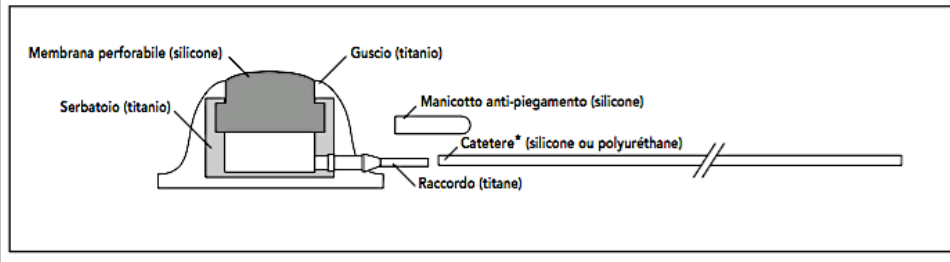 Membrana perforabile (silicone)
Guscio (titanio)
Serbatoio (titanio)
Manicotto anti-piegamento (silicone)
Catetere* (silicone ou polyuréthane)
Raccordo (titane)